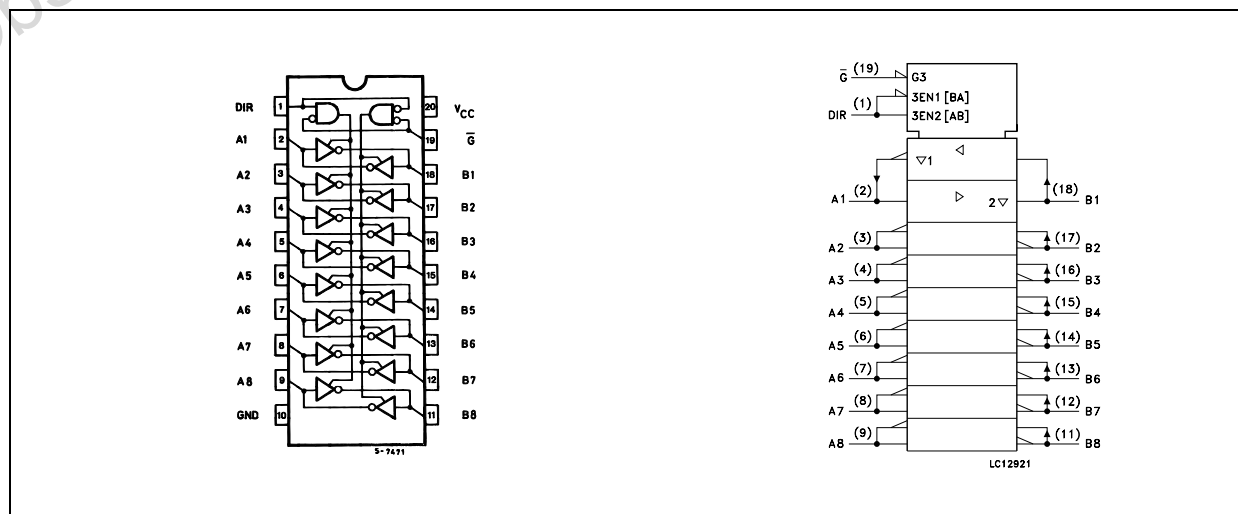 DIR 1 20 VCC
A1 2 19 G̅
A2 3 18 B1
A3 4 17 B2
A4 5 16 B3
A5 6 15 B4
A6 7 14 B5
A7 8 13 B6
A8 9 12 B7
GND 10 11 B8
S-7471
G̅ (19) G3
3EN1 [BA]
DIR (1) 3EN2 [AB]
▽1 ◁
A1 (2) ▷ 2▽ (18) B1
A2 (3) (17) B2
A3 (4) (16) B3
A4 (5) (15) B4
A5 (6) (14) B5
A6 (7) (13) B6
A7 (8) (12) B7
A8 (9) (11) B8
LC12921